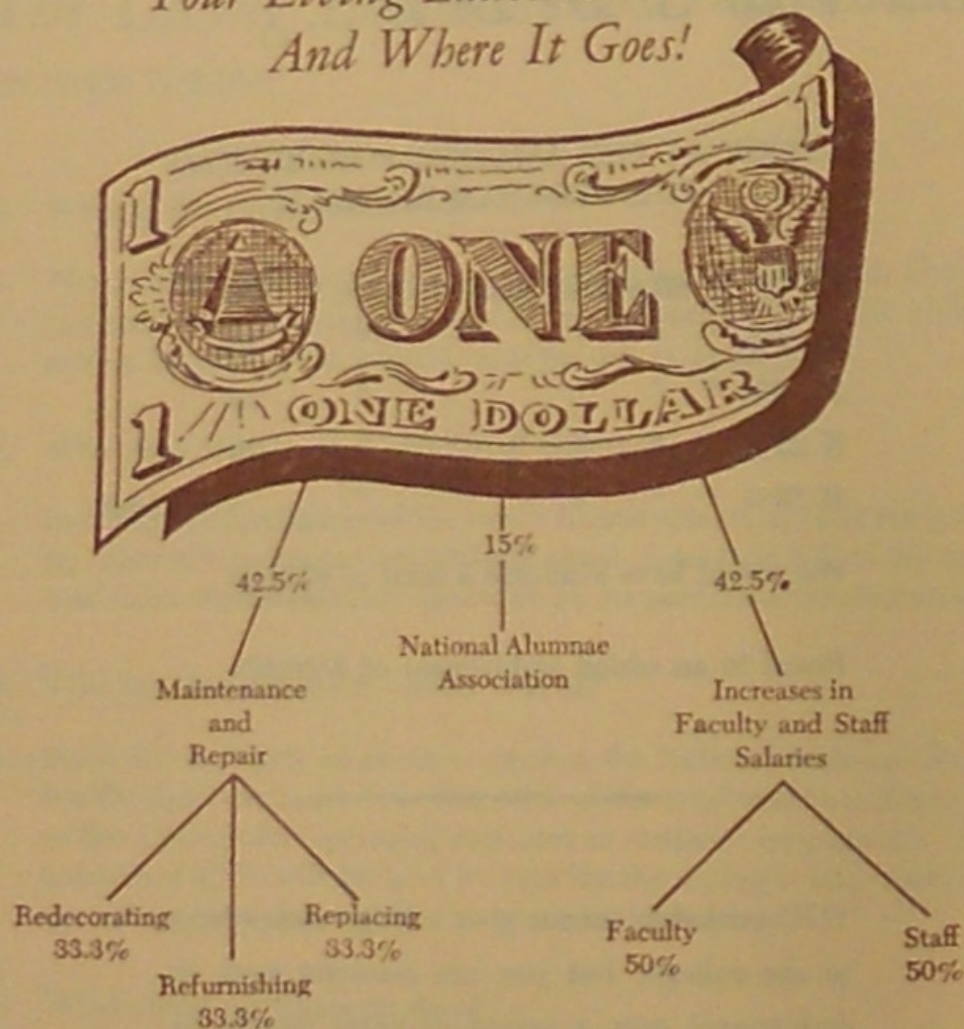 Your Living
And Where It Goes!
1
1
ONE
ONE DOLLAR
1
42.5%
15%
42.5%
Maintenance
and
Repair
National Alumnae
Association
Increases in
Faculty and Staff
Salaries
Redecorating
33.3%
Refurnishing
33.3%
Replacing
33.3%
Faculty
50%
Staff
50%